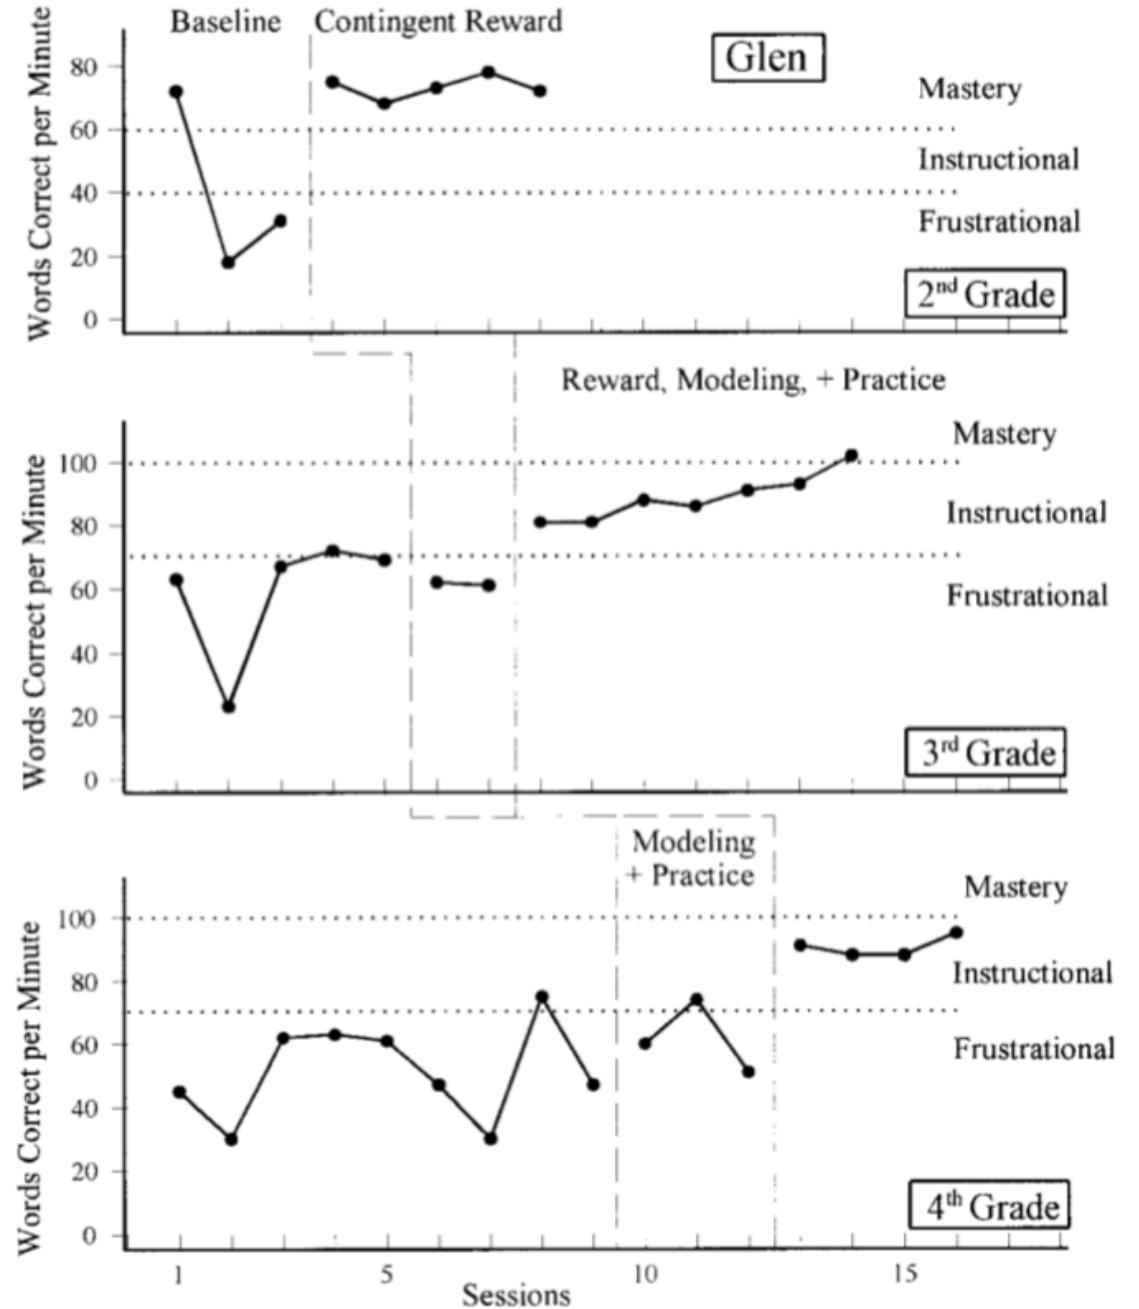 Baseline
Contingent Reward
Glen
Words Correct per Minute
80
60
40
20
0
Mastery
Instructional
Frustrational
2nd Grade
Reward, Modeling, + Practice
Words Correct per Minute
100
80
60
40
20
0
Mastery
Instructional
Frustrational
3rd Grade
Modeling
+ Practice
Words Correct per Minute
100
80
60
40
20
0
Mastery
Instructional
Frustrational
4th Grade
1
5
10
15
Sessions